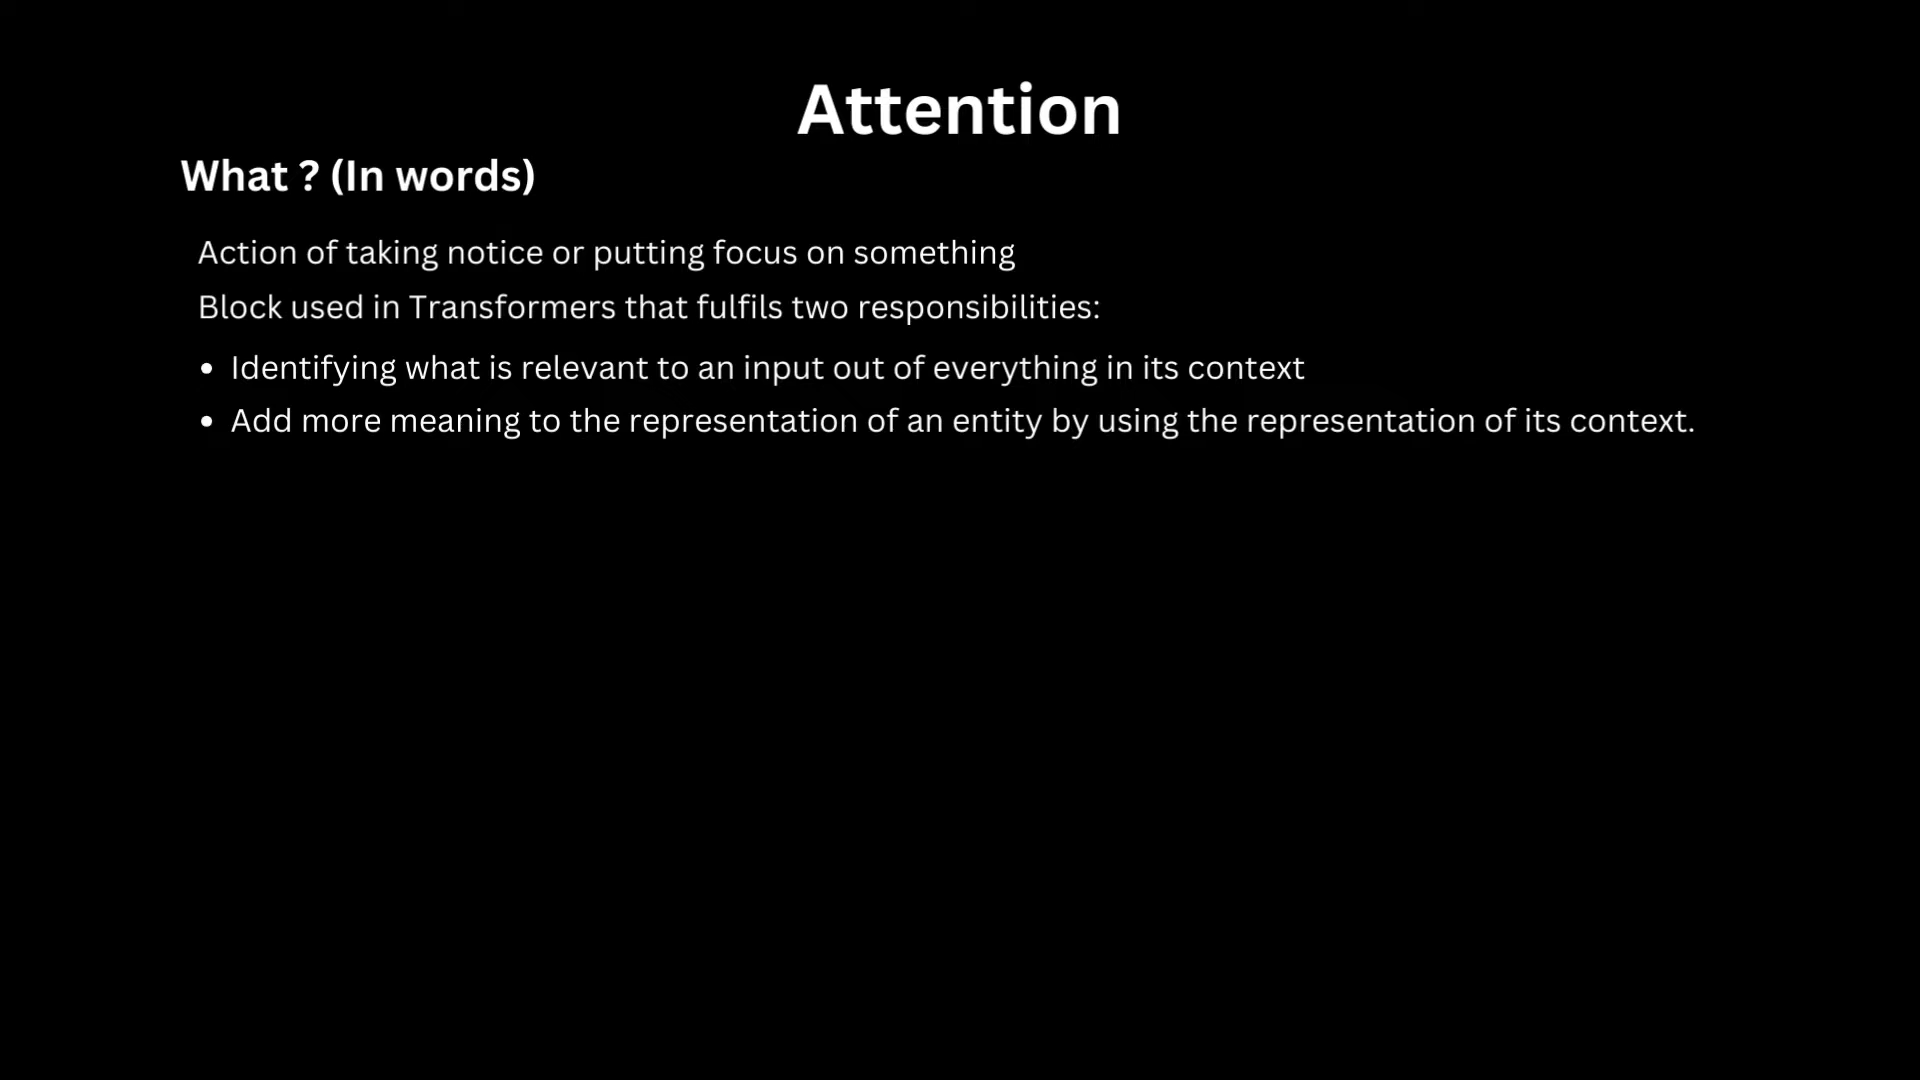 Attention
What ? (In words)
Action of taking notice or putting focus on something
Block used in Transformers that fulfils two responsibilities:
• Identifying what is relevant to an input out of everything in its context
• Add more meaning to the representation of an entity by using the representation of its context.